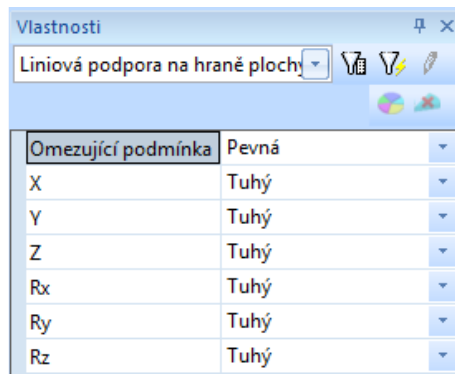 Vlastnosti
Liniová podpora na hraně plochy
Omezující podmínka Pevná
X Tuhý
Y Tuhý
Z Tuhý
Rx Tuhý
Ry Tuhý
Rz Tuhý